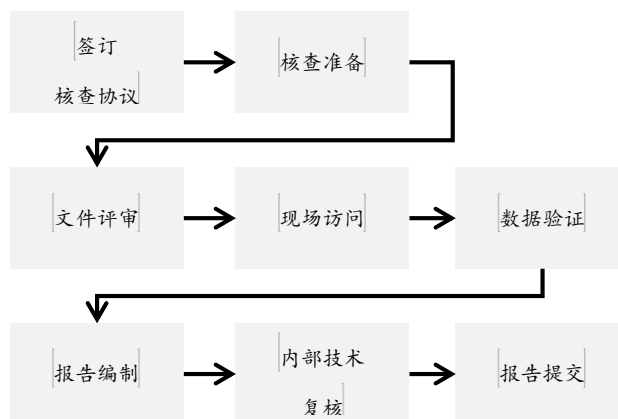 签订
核查协议
核查准备
文件评审
现场访问
数据验证
报告编制
内部技术
复核
报告提交